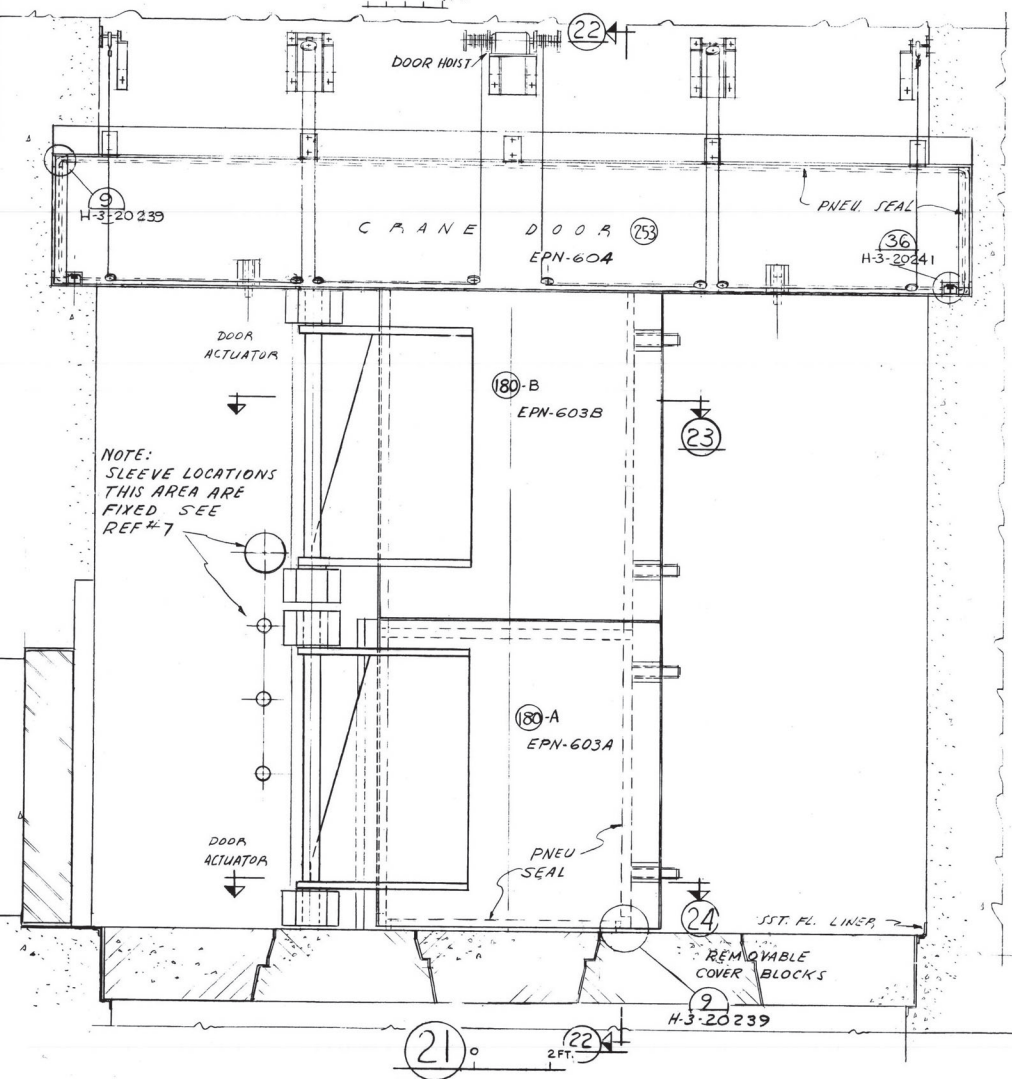 22
DOOR HOIST
9
H-3-20239
PNEU. SEAL
CRANE DOOR 253
EPN-604
36
H-3-20241
DOOR
ACTUATOR
180-B
EPN-603B
23
NOTE:
SLEEVE LOCATIONS
THIS AREA ARE
FIXED SEE
REF #7
180-A
EPN-603A
DOOR
ACTUATOR
PNEU
SEAL
24
SST. FL. LINER
REMOVABLE
COVER BLOCKS
9
H-3-20239
21
0
2FT.
22